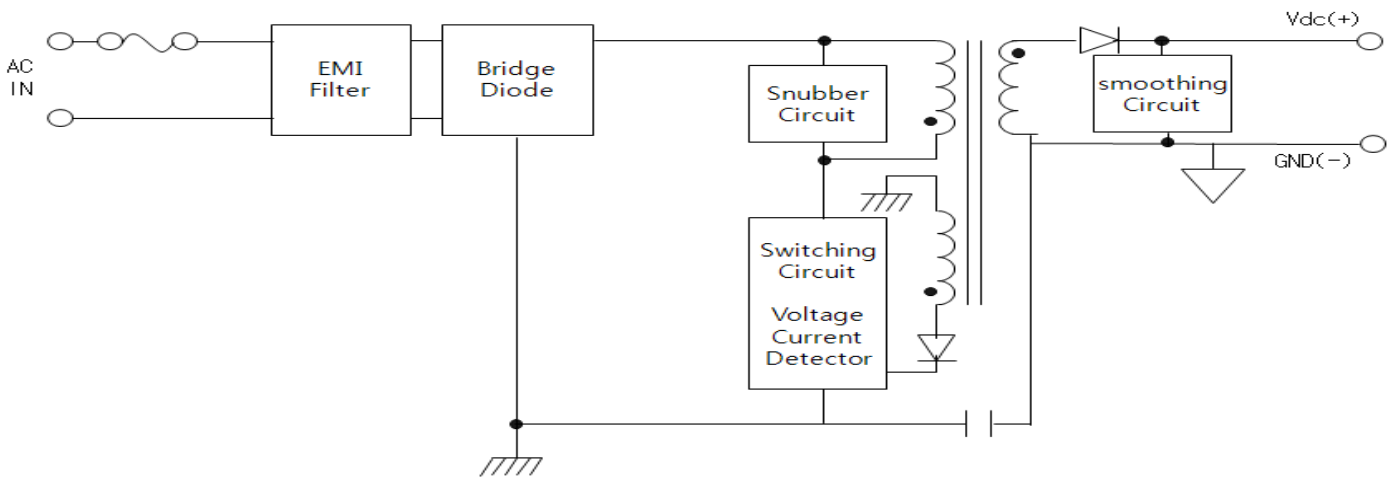 AC
IN
EMI
Filter
Bridge
Diode
Snubber
Circuit
Switching
Circuit
Voltage
Current
Detector
smoothing
Circuit
Vdc(+)
GND(-)